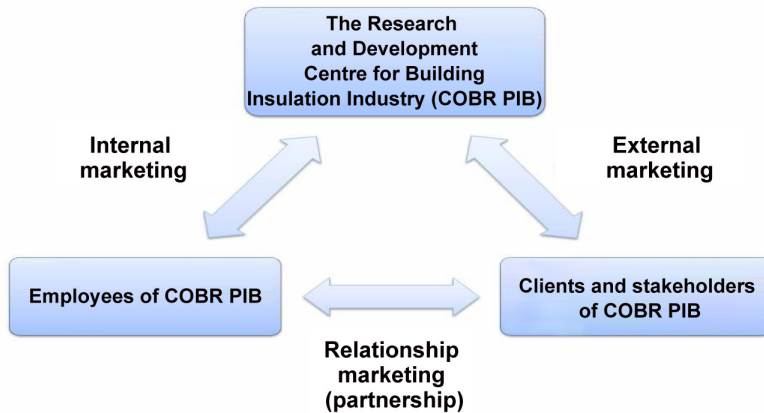 The Research
and Development
Centre for Building
Insulation Industry (COBR PIB)
Internal
marketing
External
marketing
Employees of COBR PIB
Clients and stakeholders
of COBR PIB
Relationship
marketing
(partnership)